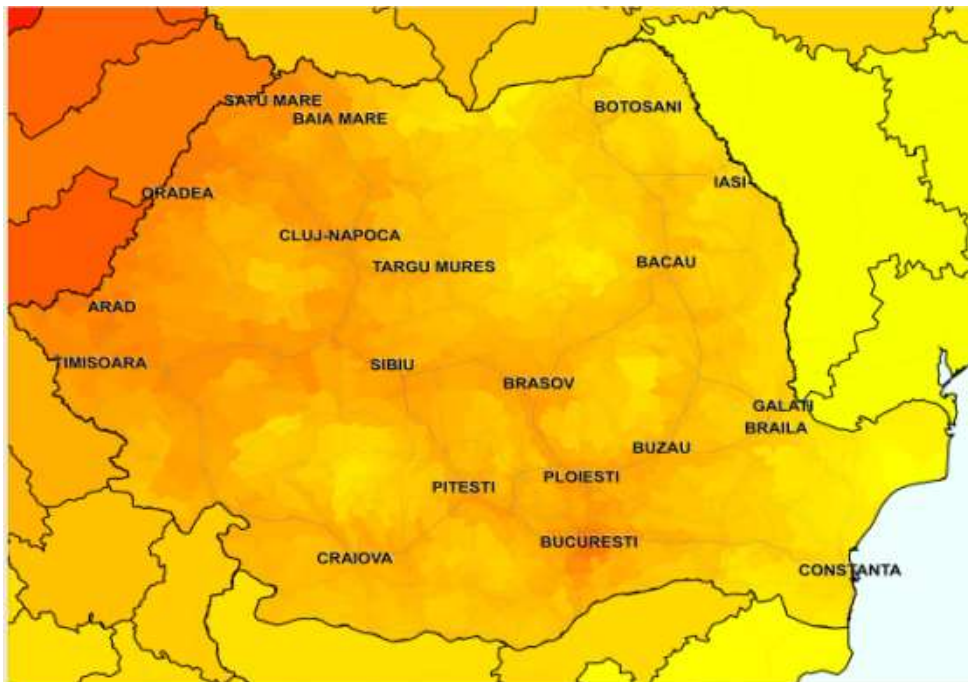 SATU MARE
BAIA MARE
BOTOSANI
ORADEA
IASI
CLUJ-NAPOCA
TARGU MURES
BACAU
ARAD
TIMISOARA
SIBIU
BRASOV
GALATI
BRAILA
BUZAU
PLOIESTI
PITESTI
BUCURESTI
CRAIOVA
CONSTANTA